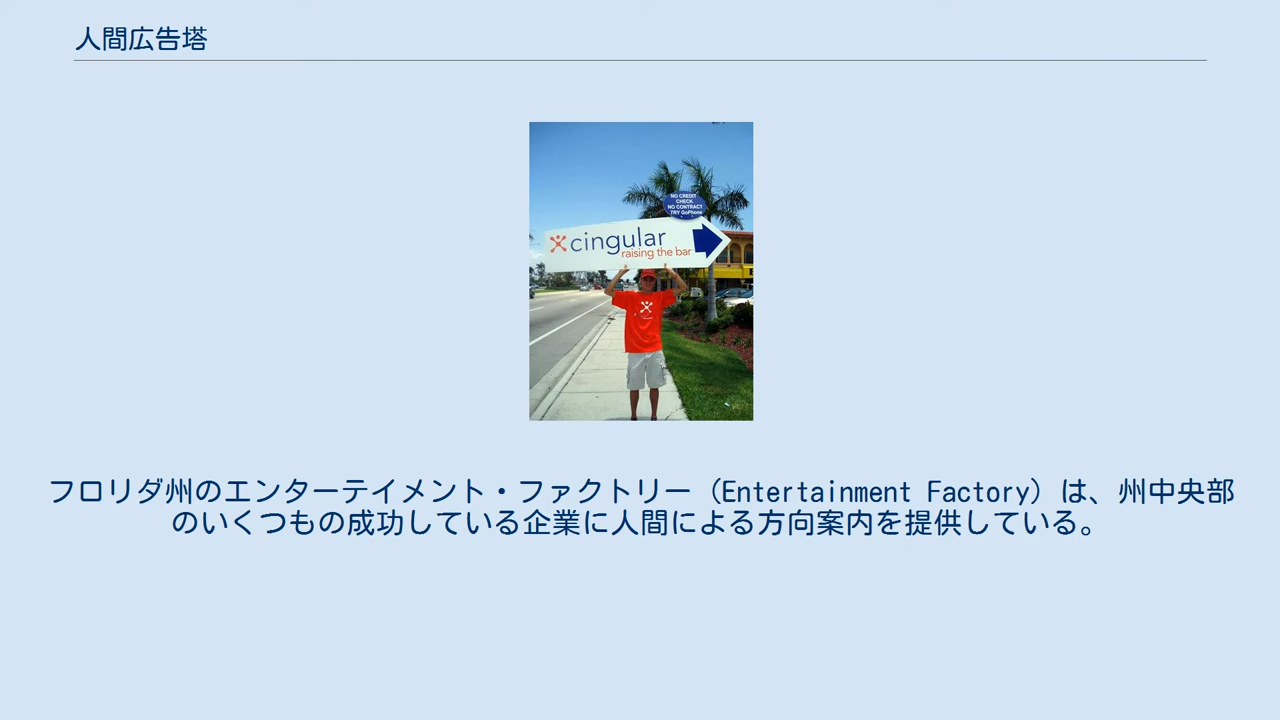 人間広告塔
NO CREDIT
CHECK
NO CONTRACT
TRY GoPhone
cingular
raising the bar
フロリダ州のエンターテイメント・ファクトリー（Entertainment Factory）は、州中央部
のいくつもの成功している企業に人間による方向案内を提供している。